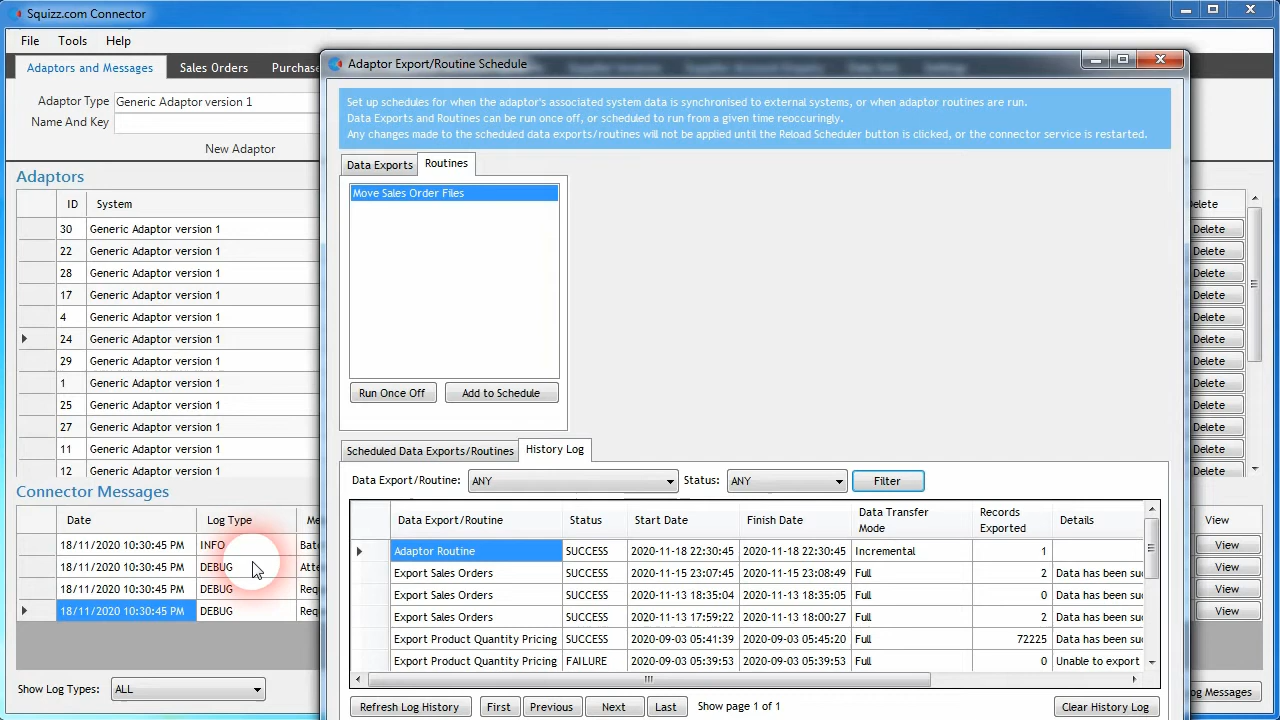 Squizz.com Connector
File Tools Help
Adaptors and Messages Sales Orders Purchase
Adaptor Type Generic Adaptor version 1
Name And Key
New Adaptor
Adaptors
ID System
30 Generic Adaptor version 1
22 Generic Adaptor version 1
28 Generic Adaptor version 1
17 Generic Adaptor version 1
4 Generic Adaptor version 1
24 Generic Adaptor version 1
29 Generic Adaptor version 1
1 Generic Adaptor version 1
25 Generic Adaptor version 1
27 Generic Adaptor version 1
11 Generic Adaptor version 1
12 Generic Adaptor version 1
Connector Messages
Date Log Type Me
18/11/2020 10:30:45 PM INFO Bat
18/11/2020 10:30:45 PM DEBUG Atte
18/11/2020 10:30:45 PM DEBUG Req
18/11/2020 10:30:45 PM DEBUG Req
Show Log Types: ALL
Adaptor Export/Routine Schedule
Set up schedules for when the adaptor's associated system data is synchronised to external systems, or when adaptor routines are run.
Data Exports and Routines can be run once off, or scheduled to run from a given time reoccuringly.
Any changes made to the scheduled data exports/routines will not be applied until the Reload Scheduler button is clicked, or the connector service is restarted.
Data Exports Routines
Move Sales Order Files
Run Once Off Add to Schedule
Scheduled Data Exports/Routines History Log
Data Export/Routine: ANY Status: ANY Filter
Data Export/Routine Status Start Date Finish Date Data Transfer Mode Records Exported Details
Adaptor Routine SUCCESS 2020-11-18 22:30:45 2020-11-18 22:30:45 Incremental 1
Export Sales Orders SUCCESS 2020-11-15 23:07:45 2020-11-15 23:08:49 Full 2 Data has been suc
Export Sales Orders SUCCESS 2020-11-13 18:35:04 2020-11-13 18:35:05 Full 0 Data has been suc
Export Sales Orders SUCCESS 2020-11-13 17:59:22 2020-11-13 18:00:27 Full 2 Data has been suc
Export Product Quantity Pricing SUCCESS 2020-09-03 05:41:39 2020-09-03 05:45:20 Full 72225 Data has been suc
Export Product Quantity Pricing FAILURE 2020-09-03 05:39:53 2020-09-03 05:39:53 Full 0 Unable to export
Refresh Log History First Previous Next Last Show page 1 of 1 Clear History Log
elete
Delete
Delete
Delete
Delete
Delete
Delete
Delete
Delete
Delete
Delete
Delete
Delete
View
View
View
View
View
og Messages